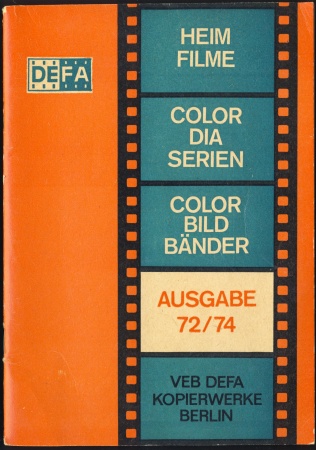 DEFA
HEIM
FILME
COLOR
DIA
SERIEN
COLOR
BILD
BÄNDER
AUSGABE
72/74
VEB DEFA
KOPIERWERKE
BERLIN